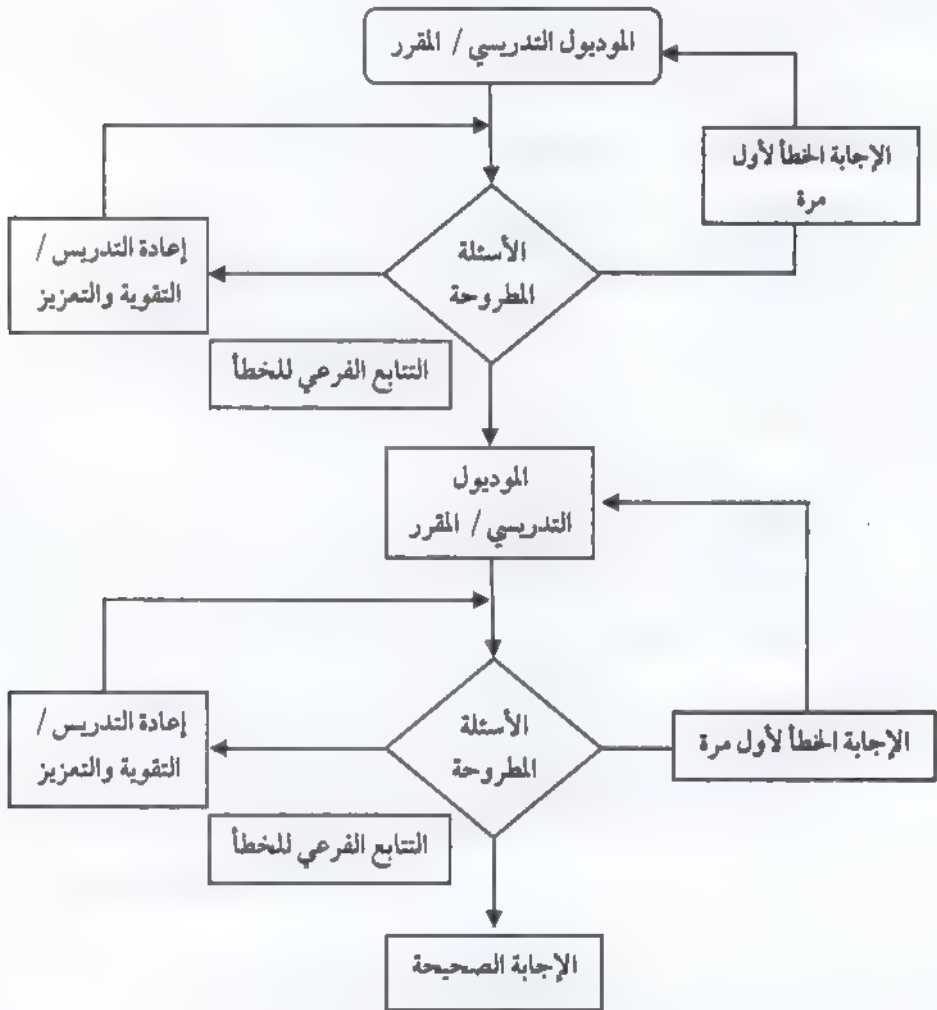 الموديول التدريسي / المقرر
الإجابة الخطأ لأول
مرة
الأسئلة
المطروحة
إعادة التدريس /
التقوية والتعزيز
التتابع الفرعي للخطأ
الموديول
التدريسي / المقرر
الأسئلة
المطروحة
الإجابة الخطأ لأول مرة
إعادة التدريس /
التقوية والتعزيز
التتابع الفرعي للخطأ
الإجابة الصحيحة